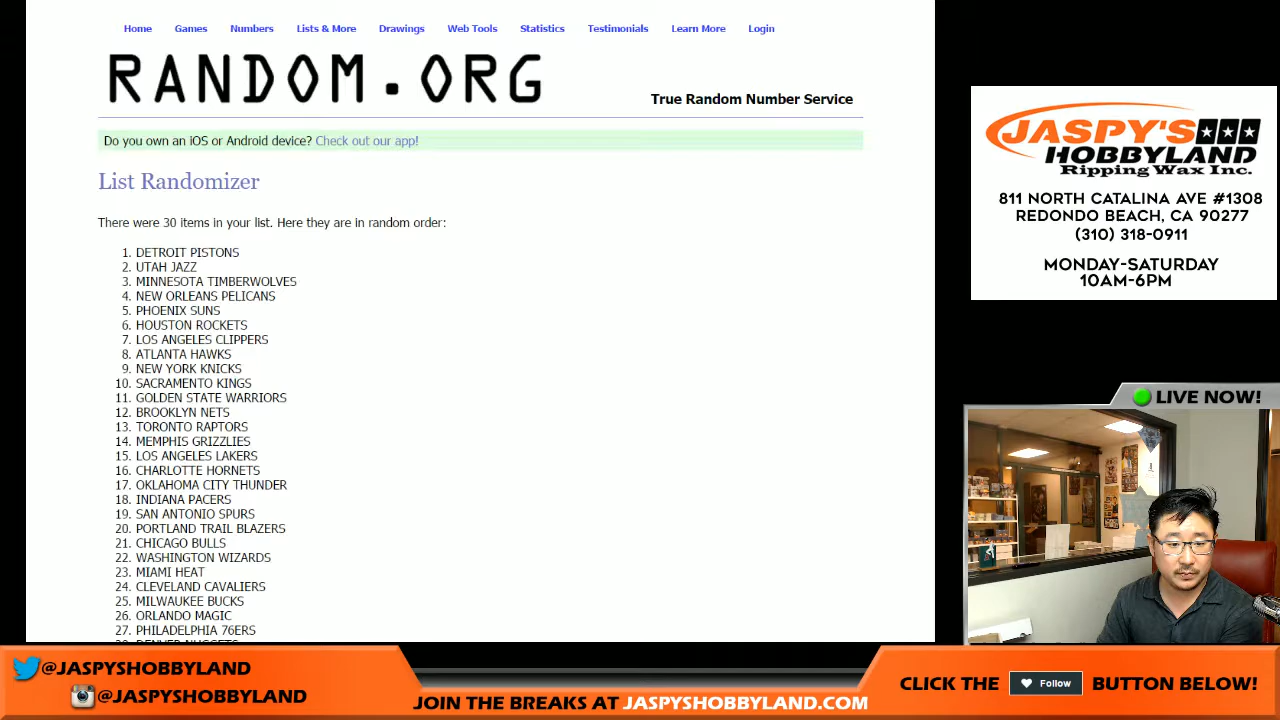 Home Games Numbers Lists & More Drawings Web Tools Statistics Testimonials Learn More Login
RANDOM.ORG
True Random Number Service
Do you own an iOS or Android device? Check out our app!
List Randomizer
There were 30 items in your list. Here they are in random order:
1. DETROIT PISTONS
2. UTAH JAZZ
3. MINNESOTA TIMBERWOLVES
4. NEW ORLEANS PELICANS
5. PHOENIX SUNS
6. HOUSTON ROCKETS
7. LOS ANGELES CLIPPERS
8. ATLANTA HAWKS
9. NEW YORK KNICKS
10. SACRAMENTO KINGS
11. GOLDEN STATE WARRIORS
12. BROOKLYN NETS
13. TORONTO RAPTORS
14. MEMPHIS GRIZZLIES
15. LOS ANGELES LAKERS
16. CHARLOTTE HORNETS
17. OKLAHOMA CITY THUNDER
18. INDIANA PACERS
19. SAN ANTONIO SPURS
20. PORTLAND TRAIL BLAZERS
21. CHICAGO BULLS
22. WASHINGTON WIZARDS
23. MIAMI HEAT
24. CLEVELAND CAVALIERS
25. MILWAUKEE BUCKS
26. ORLANDO MAGIC
27. PHILADELPHIA 76ERS
JASPY'S
HOBBYLAND
Ripping Wax Inc.
811 NORTH CATALINA AVE #1308
REDONDO BEACH, CA 90277
(310) 318-0911
MONDAY-SATURDAY
10AM-6PM
LIVE NOW!
@JASPYSHOBBYLAND
@JASPYSHOBBYLAND
JOIN THE BREAKS AT JASPYSHOBBYLAND.COM
CLICK THE Follow BUTTON BELOW!